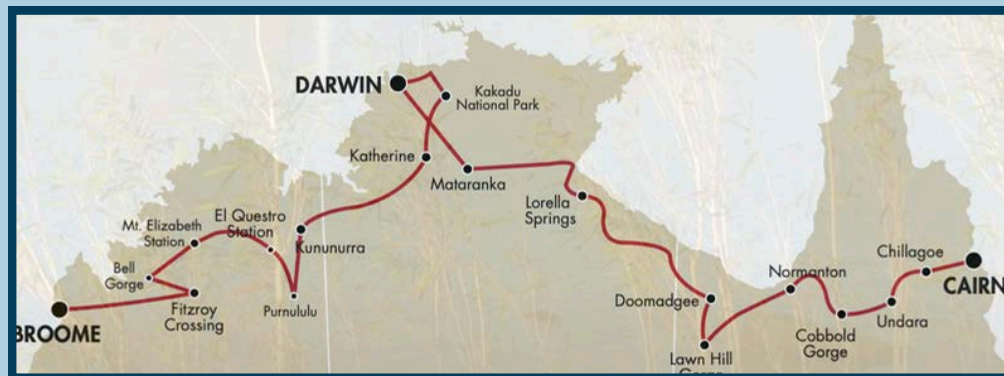 DARWIN
Kakadu
National Park
Katherine
Mataranka
Lorella
Springs
El Questro
Station
Mt. Elizabeth
Station
Kununurra
Bell
Gorge
Fitzroy
Crossing
Purnululu
BROOME
Doomadgee
Lawn Hill
Normanton
Cobbold
Gorge
Undara
Chillagoe
CAIRN